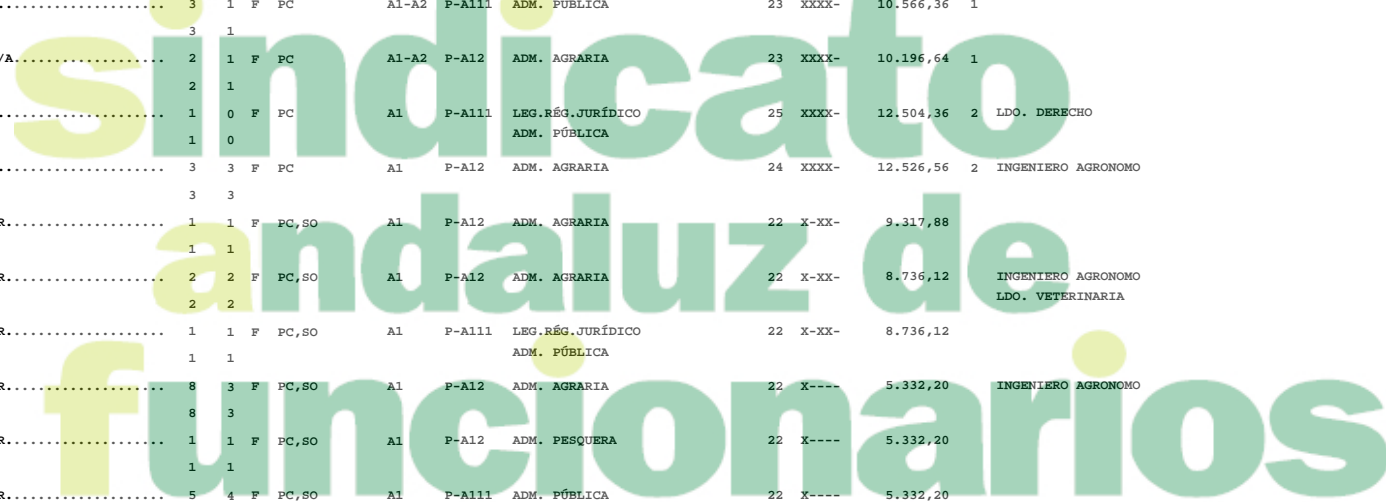 .................... 3 1 F PC A1-A2 P-A111 ADM. PÚBLICA 23 XXXX- 10.566,36 1
3 1
/A.................... 2 1 F PC A1-A2 P-A12 ADM. AGRARIA 23 XXXX- 10.196,64 1
2 1
.................... 1 0 F PC A1 P-A111 LEG.RÉG.JURÍDICO 25 XXXX- 12.504,36 2 LDO. DERECHO
1 0 ADM. PÚBLICA
.................... 3 3 F PC A1 P-A12 ADM. AGRARIA 24 XXXX- 12.526,56 2 INGENIERO AGRONOMO
3 3
R.................... 1 1 F PC,SO A1 P-A12 ADM. AGRARIA 22 X-XX- 9.317,88
1 1
R.................... 2 2 F PC,SO A1 P-A12 ADM. AGRARIA 22 X-XX- 8.736,12 INGENIERO AGRONOMO
2 2 LDO. VETERINARIA
R.................... 1 1 F PC,SO A1 P-A111 LEG.RÉG.JURÍDICO 22 X-XX- 8.736,12
1 1 ADM. PÚBLICA
R.................... 8 3 F PC,SO A1 P-A12 ADM. AGRARIA 22 X---- 5.332,20 INGENIERO AGRONOMO
8 3
R.................... 1 1 F PC,SO A1 P-A12 ADM. PESQUERA 22 X---- 5.332,20
1 1
R.................... 5 4 F PC,SO A1 P-A111 ADM. PÚBLICA 22 X---- 5.332,20
sindicato
andaluz de
funcionarios